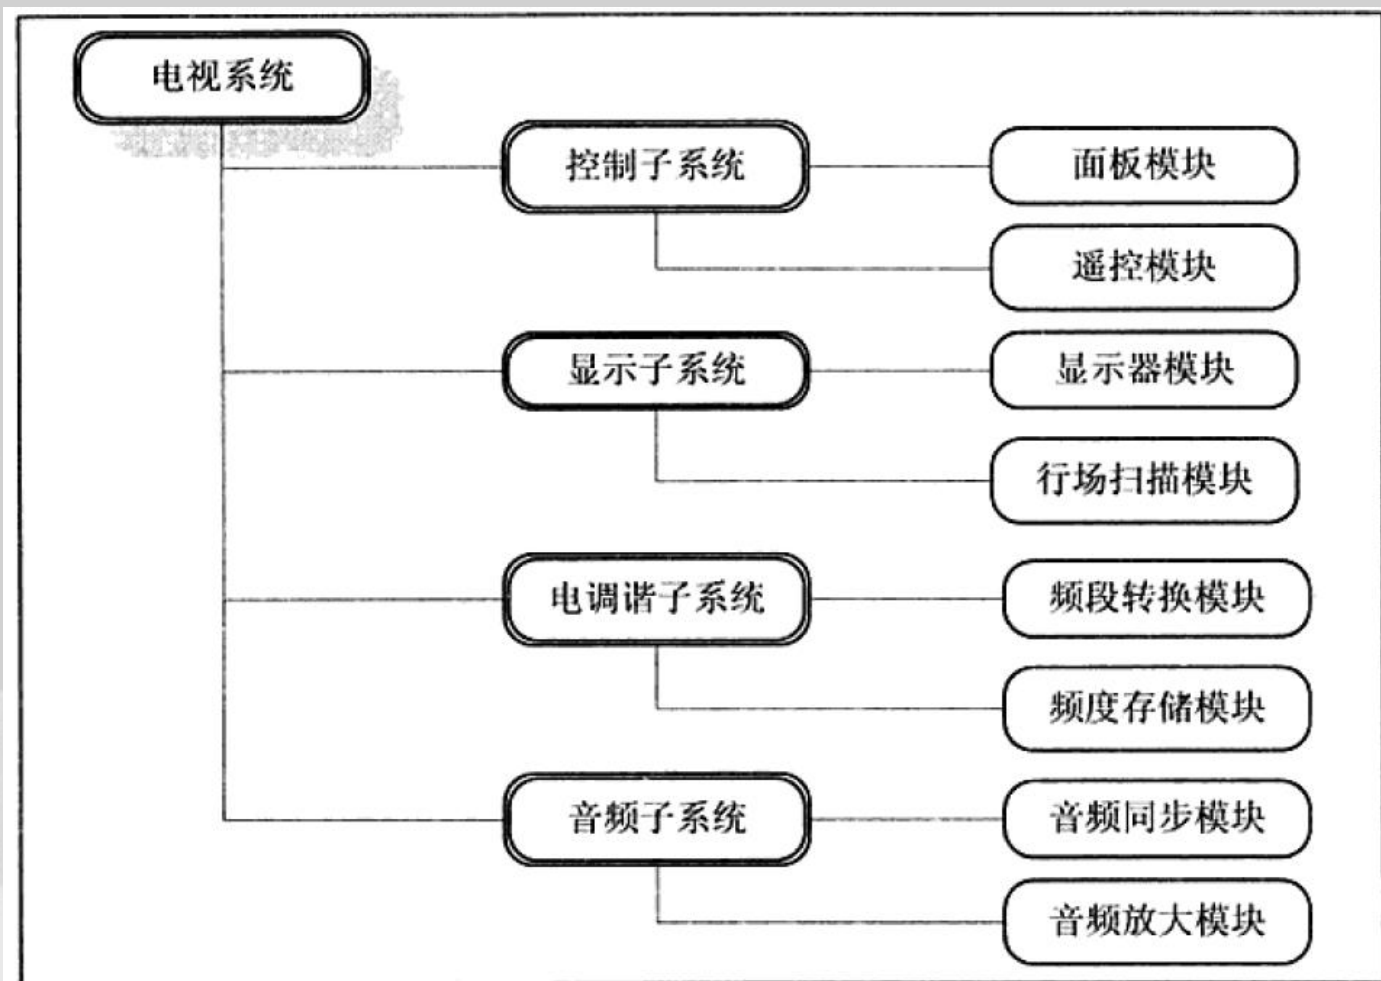 电视系统
控制子系统
面板模块
遥控模块
显示子系统
显示器模块
行场扫描模块
电调谐子系统
频段转换模块
频度存储模块
音频子系统
音频同步模块
音频放大模块